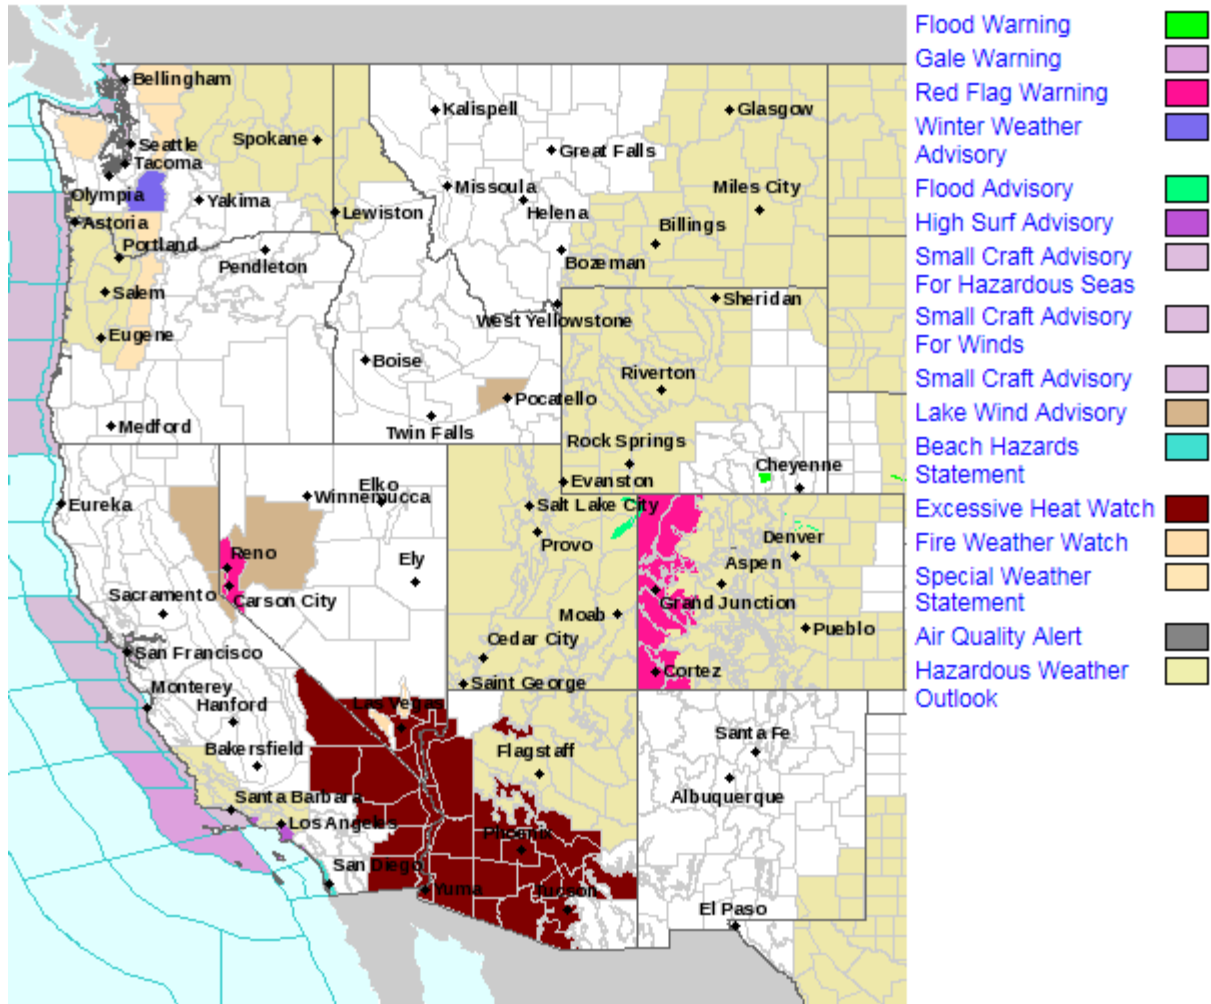 Flood Warning
Gale Warning
Red Flag Warning
Winter Weather
Advisory
Flood Advisory
High Surf Advisory
Small Craft Advisory
For Hazardous Seas
Small Craft Advisory
For Winds
Small Craft Advisory
Lake Wind Advisory
Beach Hazards
Statement
Excessive Heat Watch
Fire Weather Watch
Special Weather
Statement
Air Quality Alert
Hazardous Weather
Outlook
Bellingham
Kalispell
Glasgow
Seattle
Spokane
Great Falls
Tacoma
Olympia
Yakima
Missoula
Miles City
Lewiston
Helena
Astoria
Billings
Portland
Pendleton
Bozeman
Salem
Sheridan
West Yellowstone
Eugene
Boise
Riverton
Pocatello
Medford
Twin Falls
Rock Springs
Cheyenne
Evanston
Elko
Winnemucca
Eureka
Salt Lake City
Provo
Denver
Reno
Ely
Aspen
Sacramento
Carson City
Grand Junction
Moab
Pueblo
Cedar City
San Francisco
Cortez
Saint George
Monterey
Hanford
Las Vegas
Santa Fe
Bakersfield
Flagstaff
Santa Barbara
Albuquerque
Los Angeles
Phoenix
San Diego
Yuma
Tucson
El Paso